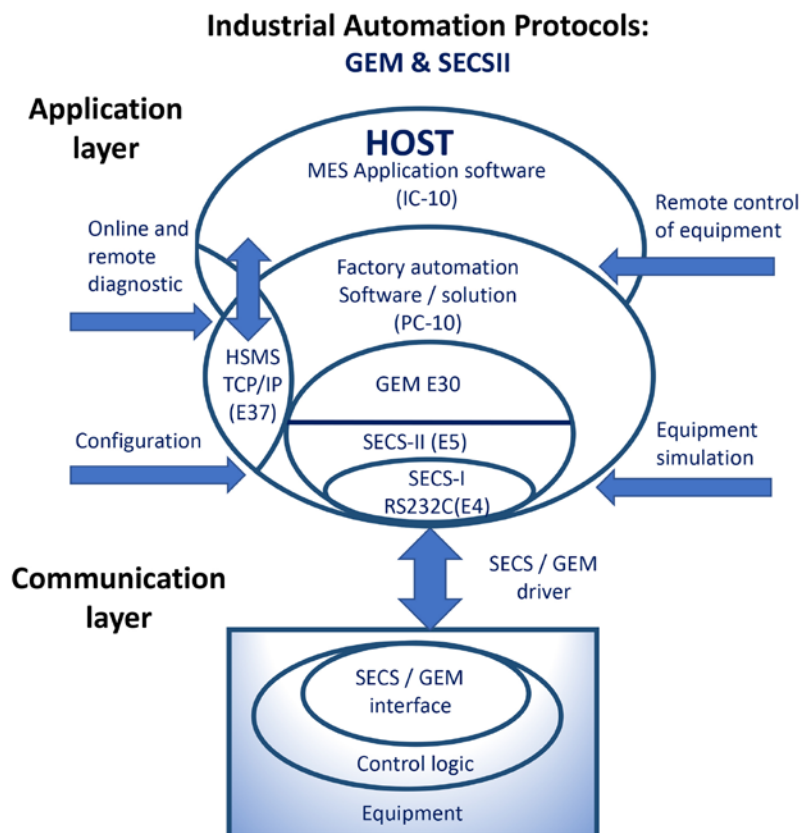 Industrial Automation Protocols:
GEM & SECSII
Application
layer
HOST
MES Application software
(IC-10)
Online and
remote
diagnostic
Remote control
of equipment
Factory automation
Software / solution
(PC-10)
HSMS
TCP/IP
(E37)
GEM E30
Configuration
SECS-II (E5)
Equipment
simulation
SECS-I
RS232C(E4)
Communication
layer
SECS / GEM
driver
SECS / GEM
interface
Control logic
Equipment